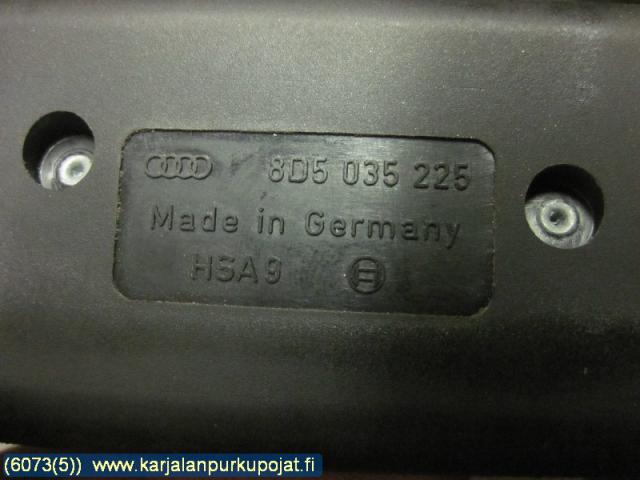 8D5 035 225
Made in Germany
HSA9
(6073(5)) www.karjalanpurkupojat.fi